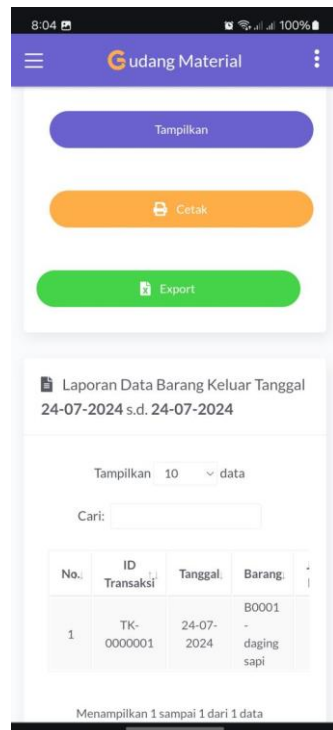 8:04 100%
Gudang Material
Tampilkan
Cetak
Export
Laporan Data Barang Keluar Tanggal
24-07-2024 s.d. 24-07-2024
Tampilkan 10 data
Cari:
No. ID Transaksi Tanggal Barang
1 TK-0000001 24-07-2024 B0001 - daging sapi
Menampilkan 1 sampai 1 dari 1 data